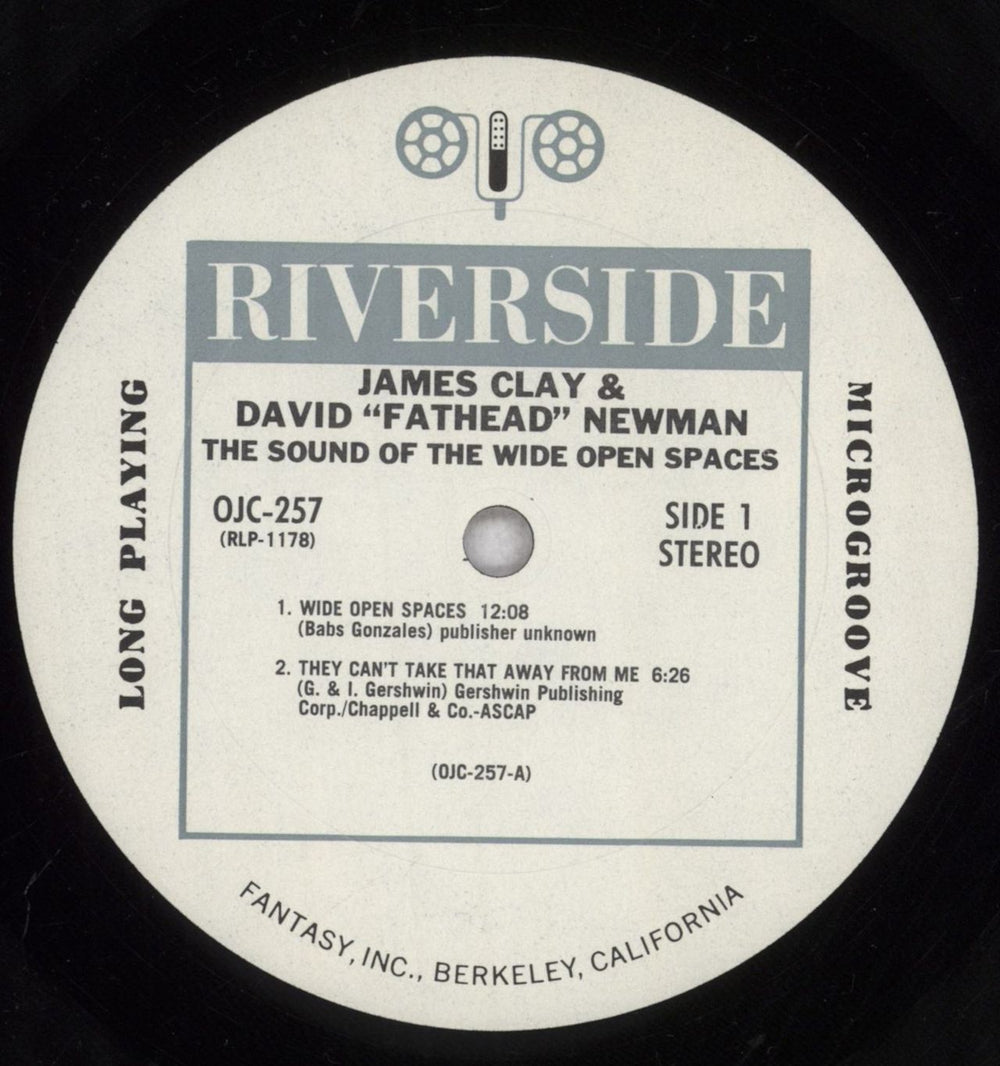 RIVERSIDE
JAMES CLAY &
DAVID “FATHEAD” NEWMAN
THE SOUND OF THE WIDE OPEN SPACES
LONG PLAYING
MICROGROOVE
OJC-257
(RLP-1178)
SIDE 1
STEREO
1. WIDE OPEN SPACES 12:08
(Babs Gonzales) publisher unknown
2. THEY CAN'T TAKE THAT AWAY FROM ME 6:26
(G. & I. Gershwin) Gershwin Publishing
Corp./Chappell & Co.-ASCAP
(OJC-257-A)
FANTASY, INC., BERKELEY, CALIFORNIA